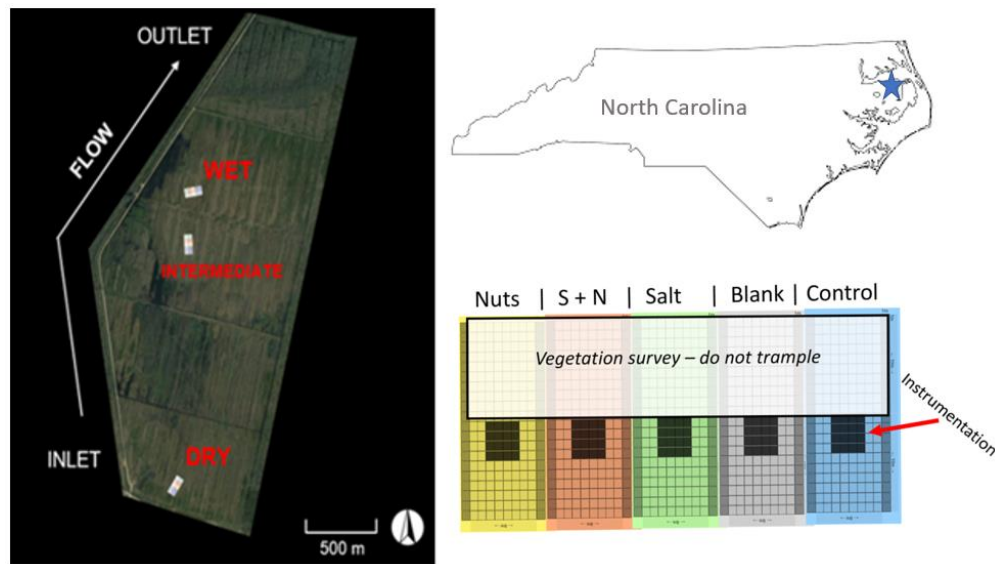 OUTLET
FLOW
WET
INTERMEDIATE
INLET
DRY
500 m
North Carolina
Nuts | S + N | Salt | Blank | Control
Vegetation survey – do not trample
Instrumentation